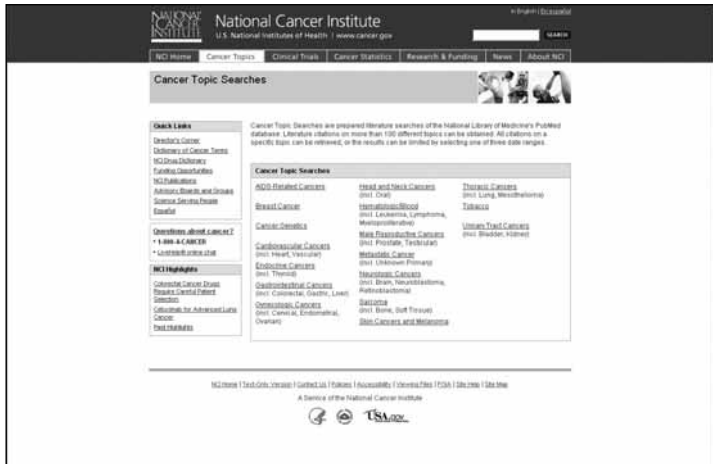 NATIONAL
CANCER
INSTITUTE
National Cancer Institute
U.S. National Institutes of Health | www.cancer.gov
In English | En español
SEARCH
NCI Home Cancer Topics Clinical Trials Cancer Statistics Research & Funding News About NCI
Cancer Topic Searches
Quick Links
Director's Corner
Dictionary of Cancer Terms
NCI Drug Dictionary
Funding Opportunities
NCI Publications
Advisory Boards and Groups
Science Serving People
Español
Questions about cancer?
• 1-800-4-CANCER
• LiveHelp® online chat
NCI Highlights
Colorectal Cancer Drugs
Require Careful Patient
Selection
Cetuximab for Advanced Lung
Cancer
Past Highlights
Cancer Topic Searches are prepared literature searches of the National Library of Medicine's PubMed
database. Literature citations on more than 100 different topics can be obtained. All citations on a
specific topic can be retrieved, or the results can be limited by selecting one of three date ranges.
Cancer Topic Searches
AIDS-Related Cancers
Breast Cancer
Cancer Genetics
Cardiovascular Cancers
(incl. Heart, Vascular)
Endocrine Cancers
(incl. Thyroid)
Gastrointestinal Cancers
(incl. Colorectal, Gastric, Liver)
Gynecologic Cancers
(incl. Cervical, Endometrial,
Ovarian)
Head and Neck Cancers
(incl. Oral)
Hematologic/Blood
(incl. Leukemia, Lymphoma,
Myeloproliferative)
Male Reproductive Cancers
(incl. Prostate, Testicular)
Metastatic Cancer
(incl. Unknown Primary)
Neurologic Cancers
(incl. Brain, Neuroblastoma,
Retinoblastoma)
Sarcoma
(incl. Bone, Soft Tissue)
Skin Cancers and Melanoma
Thoracic Cancers
(incl. Lung, Mesothelioma)
Tobacco
Urinary Tract Cancers
(incl. Bladder, Kidney)
NCI Home | Text-Only Version | Contact Us | Policies | Accessibility | Viewing Files | FOIA | Site Help | Site Map
A Service of the National Cancer Institute
USA.gov